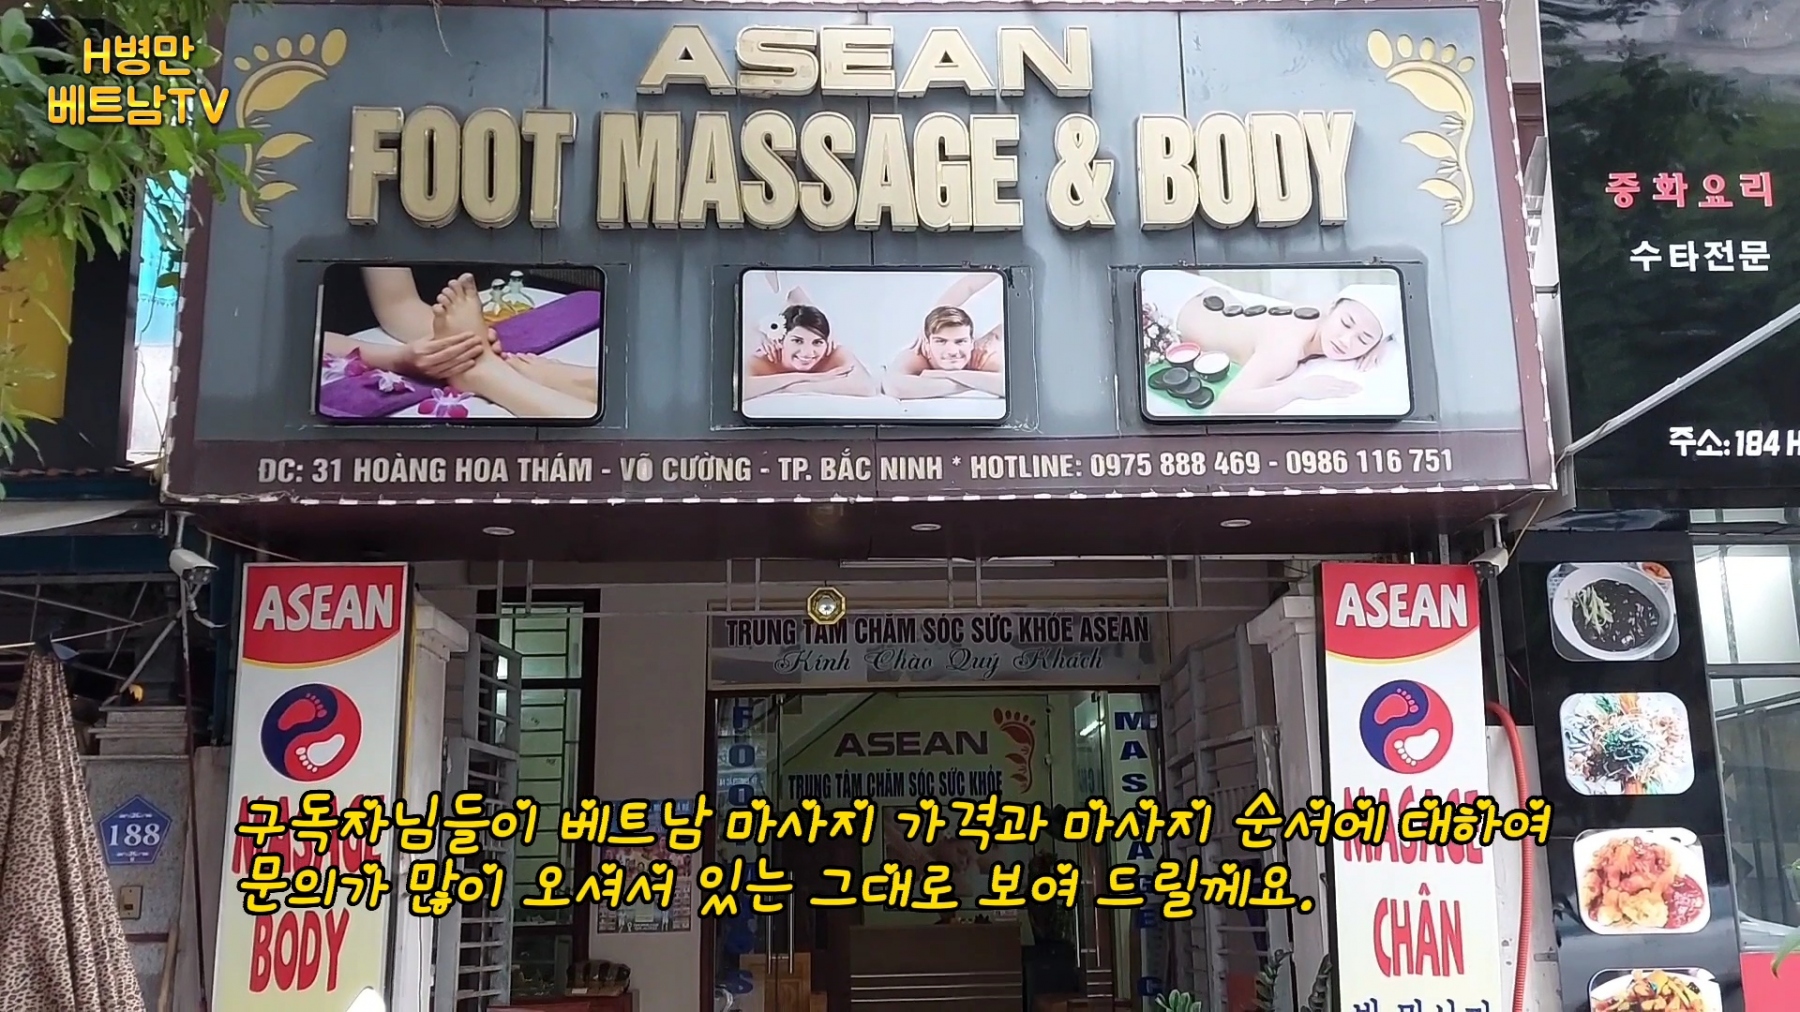 H병만
베트남TV
ASEAN
FOOT MASSAGE & BODY
중화요리
수타전문
주소: 184 H
ĐC: 31 HOÀNG HOA THÁM - VÕ CƯỜNG - TP. BẮC NINH * HOTLINE: 0975 888 469 - 0986 116 751
ASEAN
ASEAN
TRUNG TÂM CHĂM SÓC SỨC KHỎE ASEAN
Kính Chào Quý Khách
ASEAN
TRUNG TÂM CHĂM SÓC SỨC KHỎE
188
구독자님들이 베트남 마사지 가격과 마사지 순서에 대하여
문의가 많이 오셔서 있는 그대로 보여 드릴께요.
MASSAGE
BODY
MASAGE
CHÂN